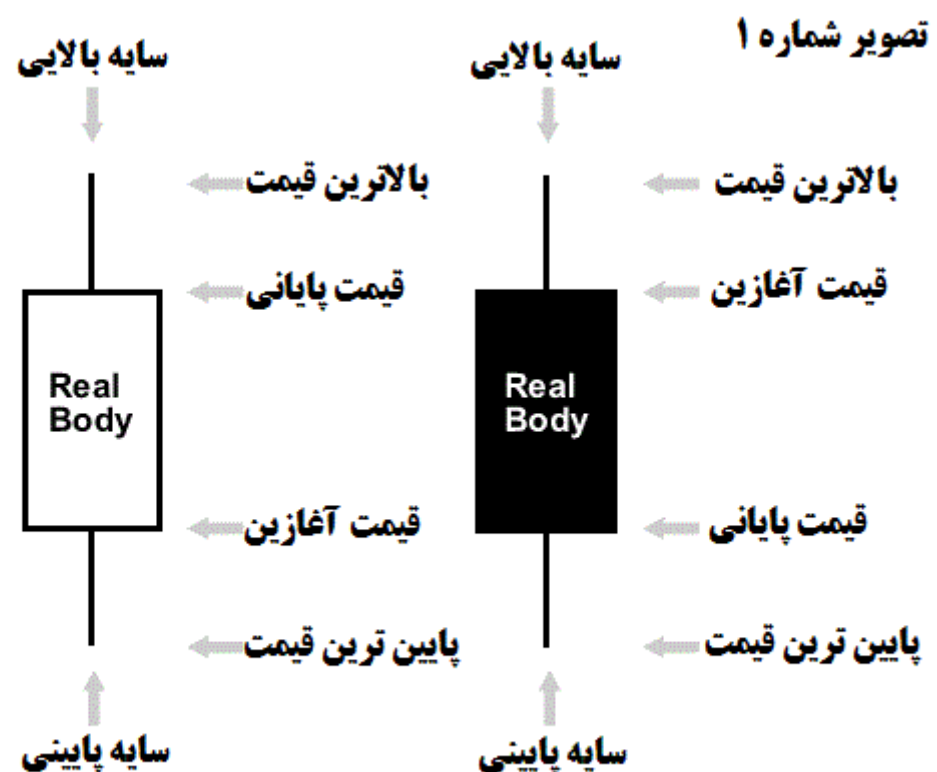 تصویر شماره ۱
سایه بالایی
سایه بالایی
بالاترین قیمت
بالاترین قیمت
قیمت آغازین
قیمت پایانی
Real
Body
Real
Body
قیمت پایانی
قیمت آغازین
پایین ترین قیمت
پایین ترین قیمت
سایه پایینی
سایه پایینی